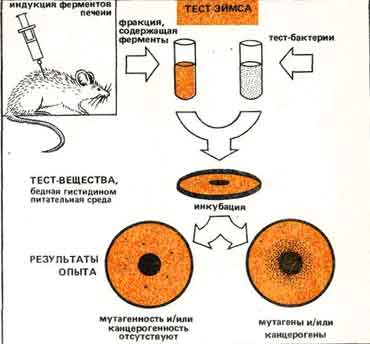 индукция ферментов
печени
фракция,
содержащая
ферменты
ТЕСТ ЭЙМСА
тест-бактерии
ТЕСТ-ВЕЩЕСТВА,
бедная гистидином
питательная среда
инкубация
РЕЗУЛЬТАТЫ
ОПЫТА
мутагенность и/или
канцерогенность
отсутствуют
мутагены и/или
канцерогены